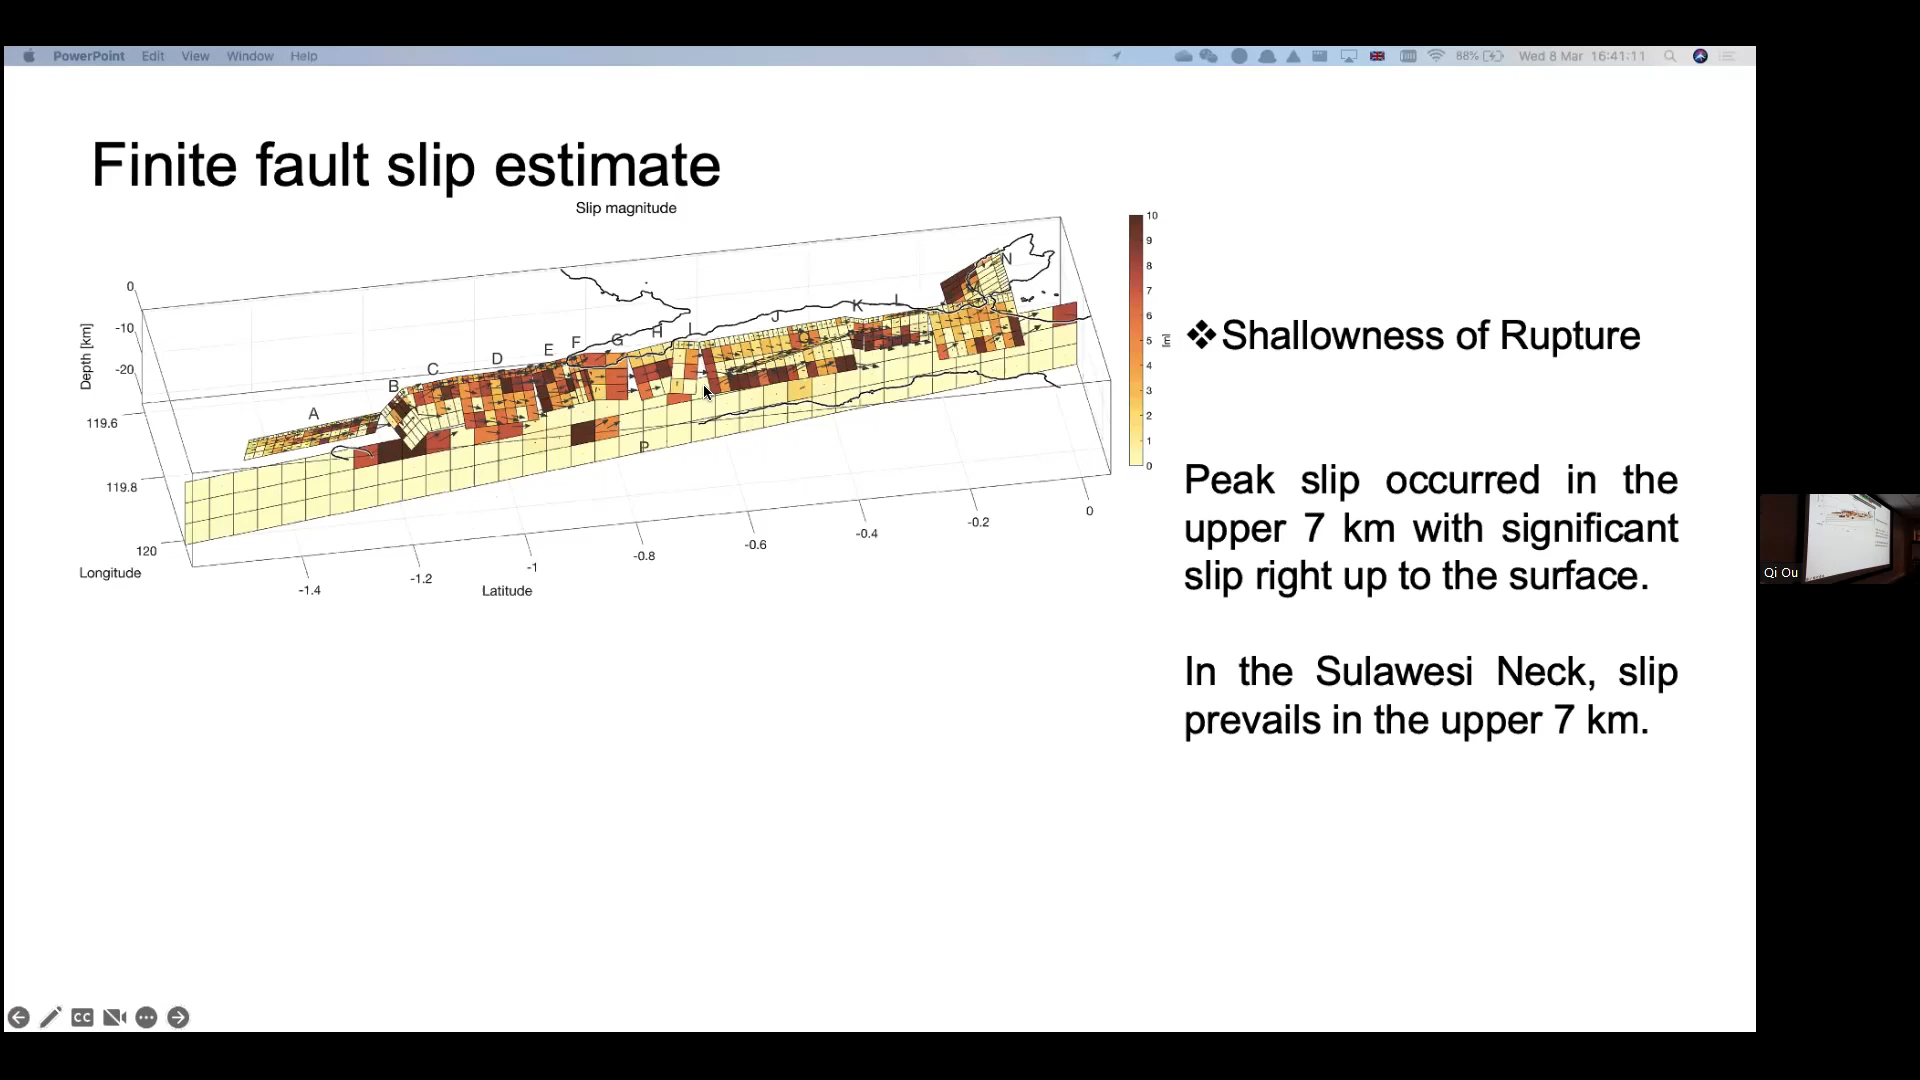 PowerPoint Edit View Window Help 88% Wed 8 Mar 16:41:11
Finite fault slip estimate
Slip magnitude
0
-10
-20
Depth [km]
119.6
119.8
120
Longitude
-1.4
-1.2
-1
-0.8
-0.6
-0.4
-0.2
0
Latitude
A
B
C
D
E
F
G
H
I
J
K
L
N
P
10
9
8
7
6
5
4
3
2
1
0
[m]
❖Shallowness of Rupture
Peak slip occurred in the
upper 7 km with significant
slip right up to the surface.
In the Sulawesi Neck, slip
prevails in the upper 7 km.
Qi Ou
CC